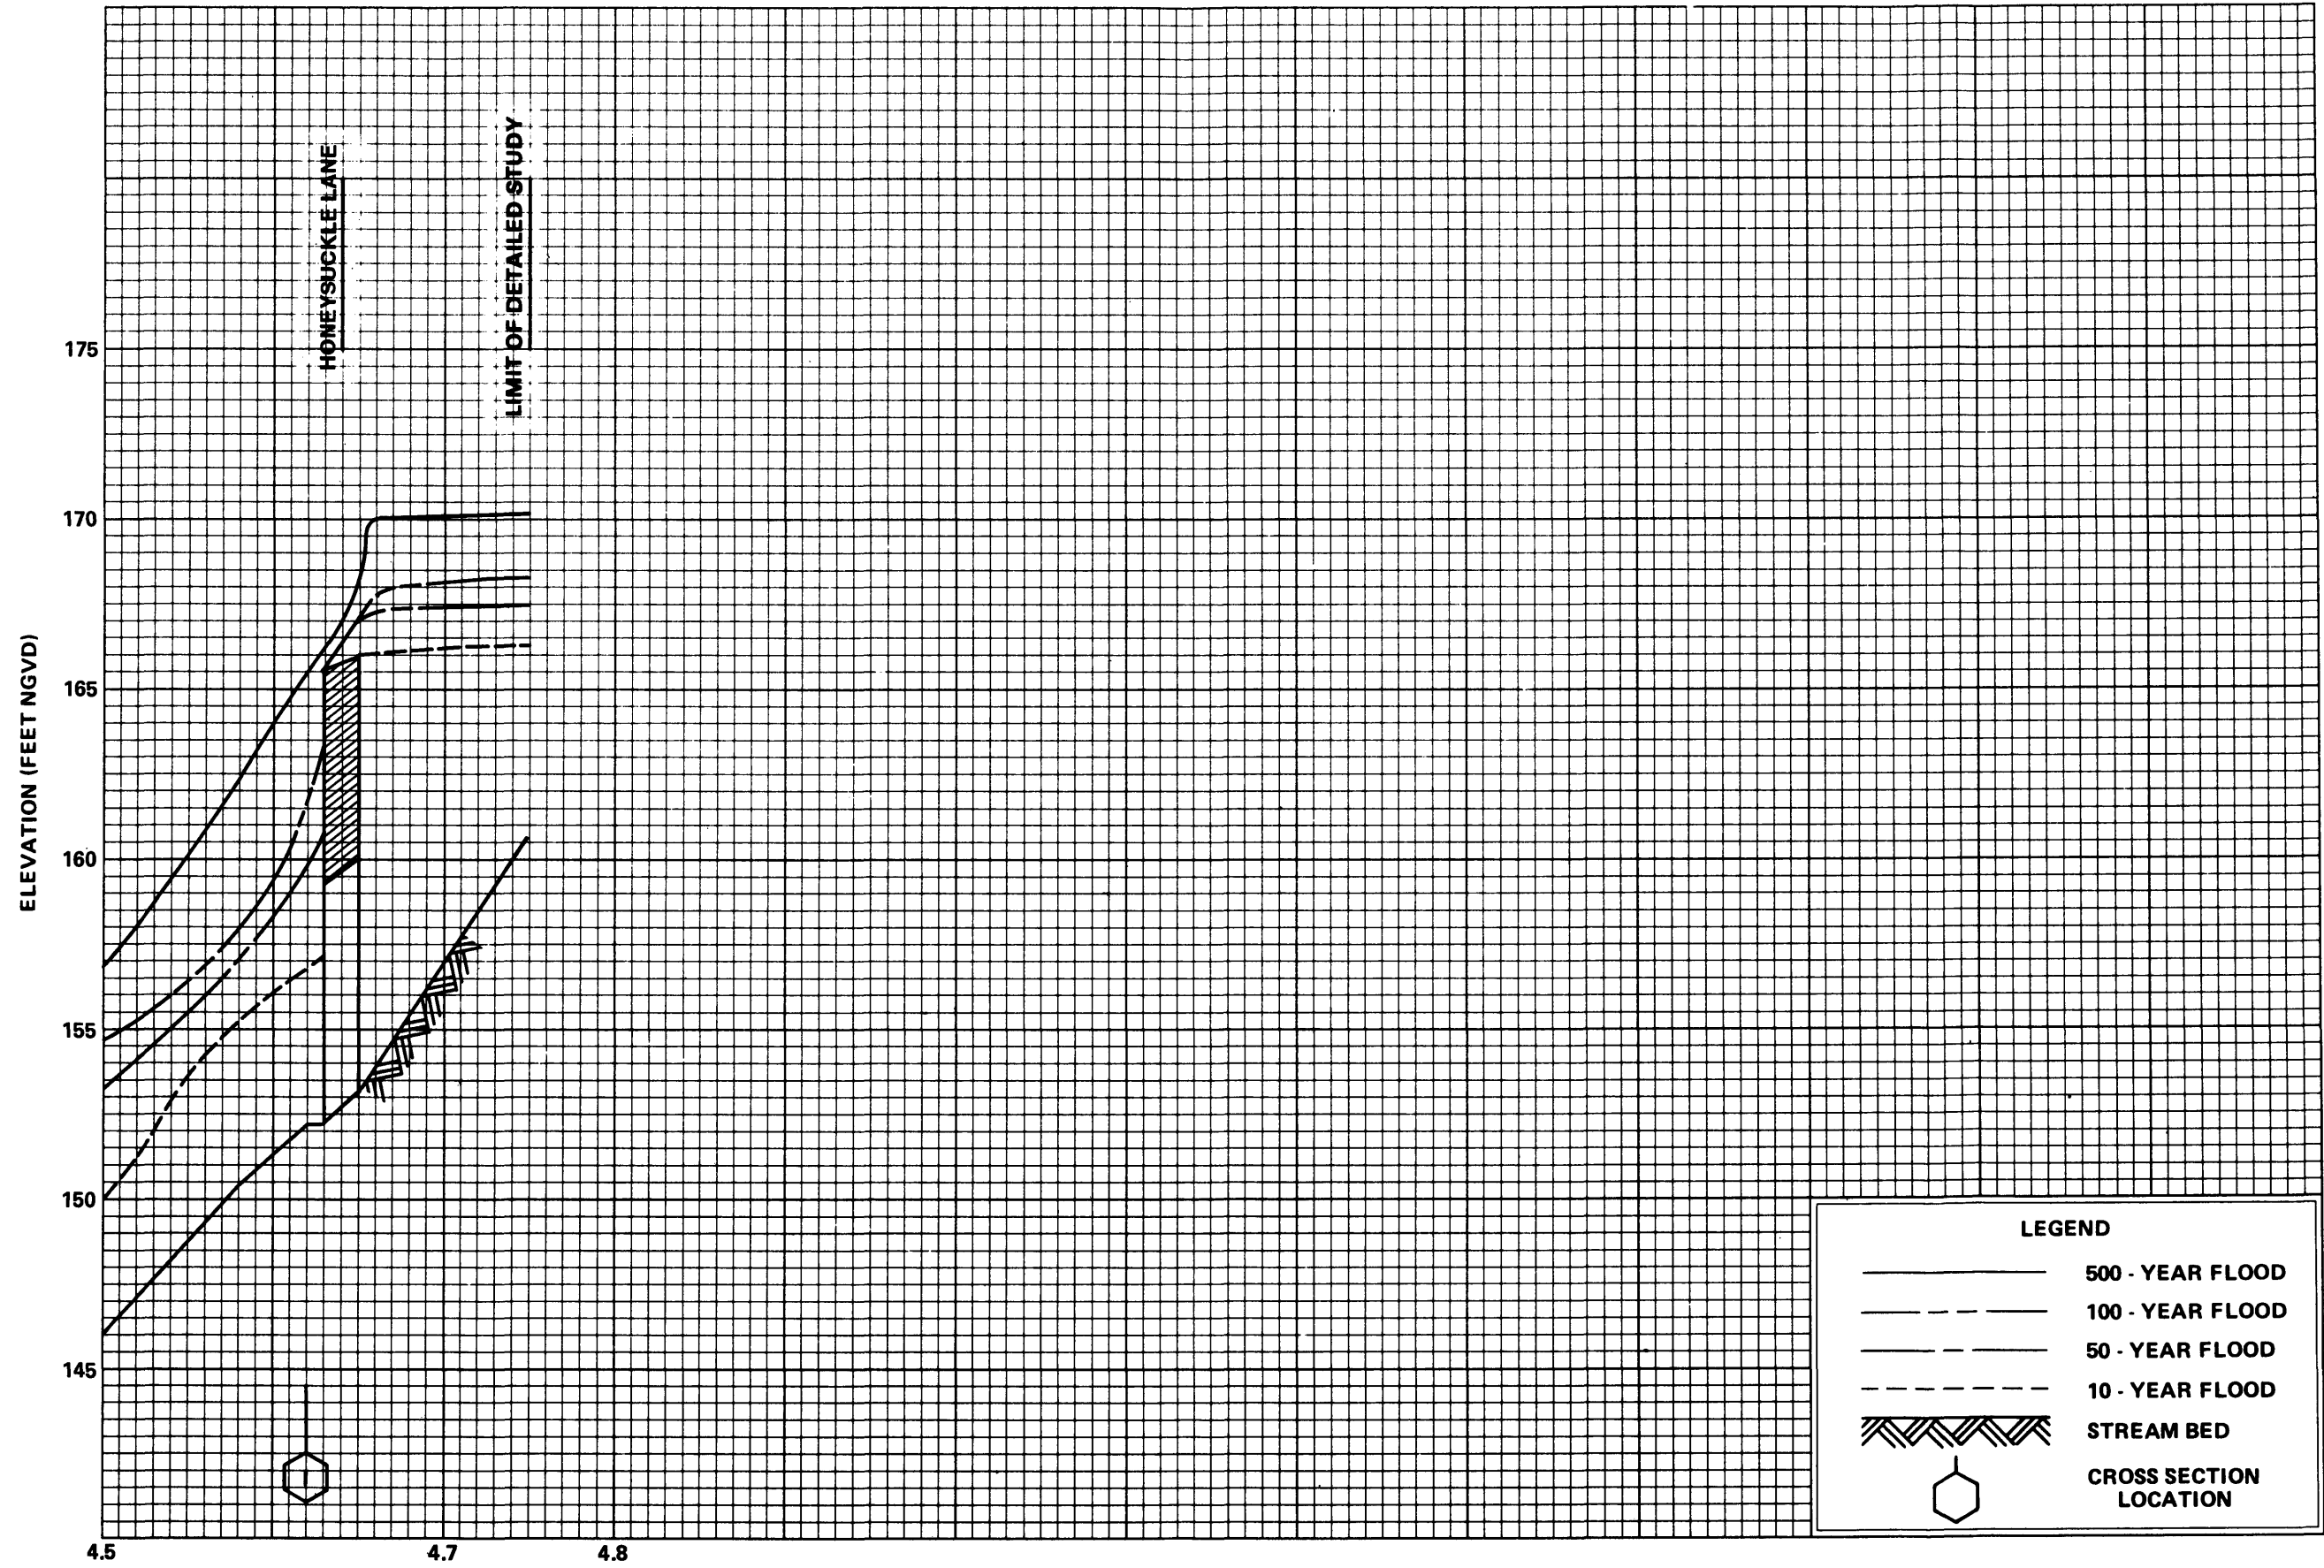 HONEYSUCKLE LANE
LIMIT OF DETAILED STUDY
ELEVATION (FEET NGVD)
175
170
165
160
155
150
145
4.5
4.7
4.8
I
LEGEND
500 - YEAR FLOOD
100 - YEAR FLOOD
50 - YEAR FLOOD
10 - YEAR FLOOD
STREAM BED
CROSS SECTION
LOCATION